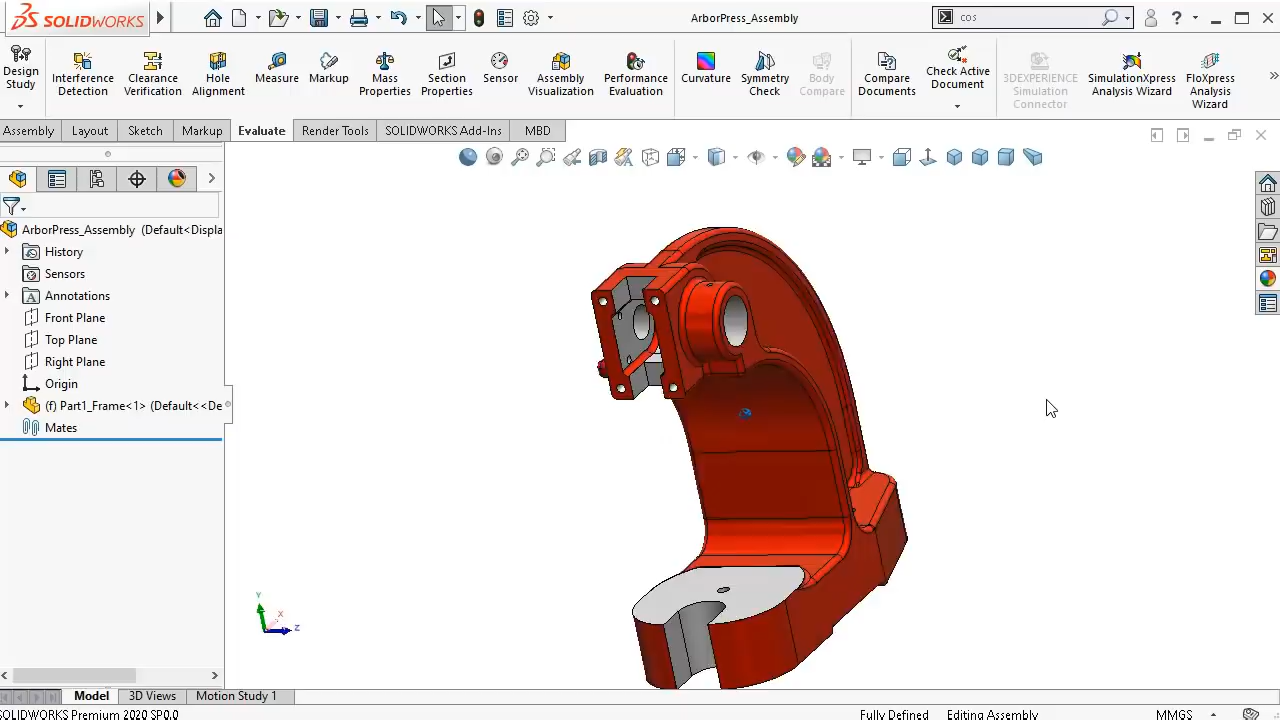 SOLIDWORKS
ArborPress_Assembly
cos
?
Design Study
Interference Detection
Clearance Verification
Hole Alignment
Measure
Markup
Mass Properties
Section Properties
Sensor
Assembly Visualization
Performance Evaluation
Curvature
Symmetry Check
Body Compare
Compare Documents
Check Active Document
3DEXPERIENCE Simulation Connector
SimulationXpress Analysis Wizard
FloXpress Analysis Wizard
Assembly
Layout
Sketch
Markup
Evaluate
Render Tools
SOLIDWORKS Add-Ins
MBD
ArborPress_Assembly (Default<Displa
History
Sensors
Annotations
Front Plane
Top Plane
Right Plane
Origin
(f) Part1_Frame<1> (Default<<De
Mates
Y
X
Z
Model
3D Views
Motion Study 1
SOLIDWORKS Premium 2020 SP0.0
Fully Defined
Editing Assembly
MMGS